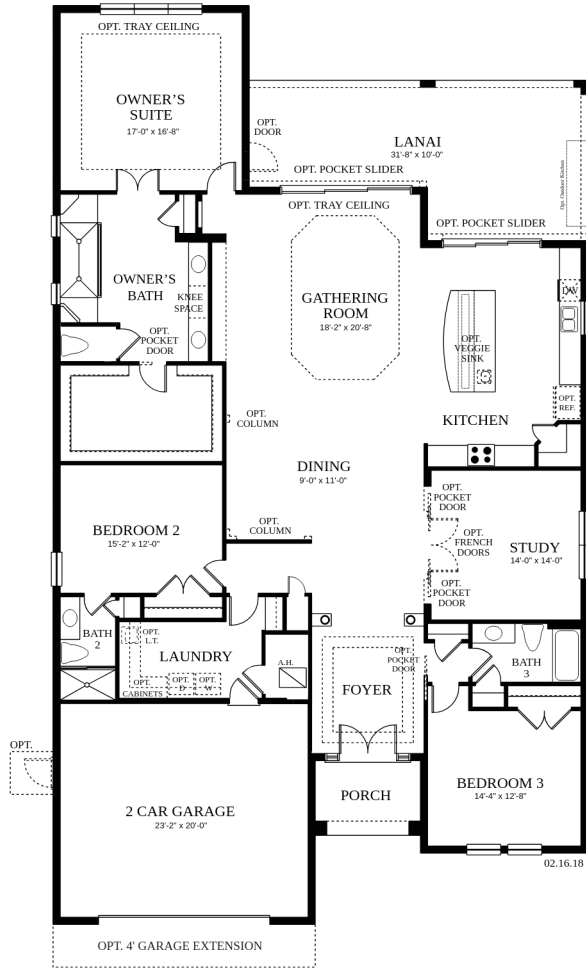 OPT. TRAY CEILING
OWNER'S
SUITE
17'-0" x 16'-8"
OPT.
DOOR
LANAI
31'-8" x 10'-0"
OPT. POCKET SLIDER
Opt. Outdoor Kitchen
OPT. TRAY CEILING
OPT. POCKET SLIDER
OWNER'S
BATH
KNEE
SPACE
OPT.
POCKET
DOOR
GATHERING
ROOM
18'-2" x 20'-8"
DW
OPT.
VEGGIE
SINK
OPT.
REF.
KITCHEN
OPT.
COLUMN
DINING
9'-0" x 11'-0"
OPT.
COLUMN
OPT.
POCKET
DOOR
BEDROOM 2
15'-2" x 12'-0"
OPT.
FRENCH
DOORS
STUDY
14'-0" x 14'-0"
OPT.
POCKET
DOOR
BATH
2
OPT.
L.T.
LAUNDRY
A.H.
OPT.
CABINETS
OPT.
D
OPT.
W
FOYER
OPT.
POCKET
DOOR
BATH
3
OPT.
2 CAR GARAGE
23'-2" x 20'-0"
PORCH
BEDROOM 3
14'-4" x 12'-8"
02.16.18
OPT. 4' GARAGE EXTENSION